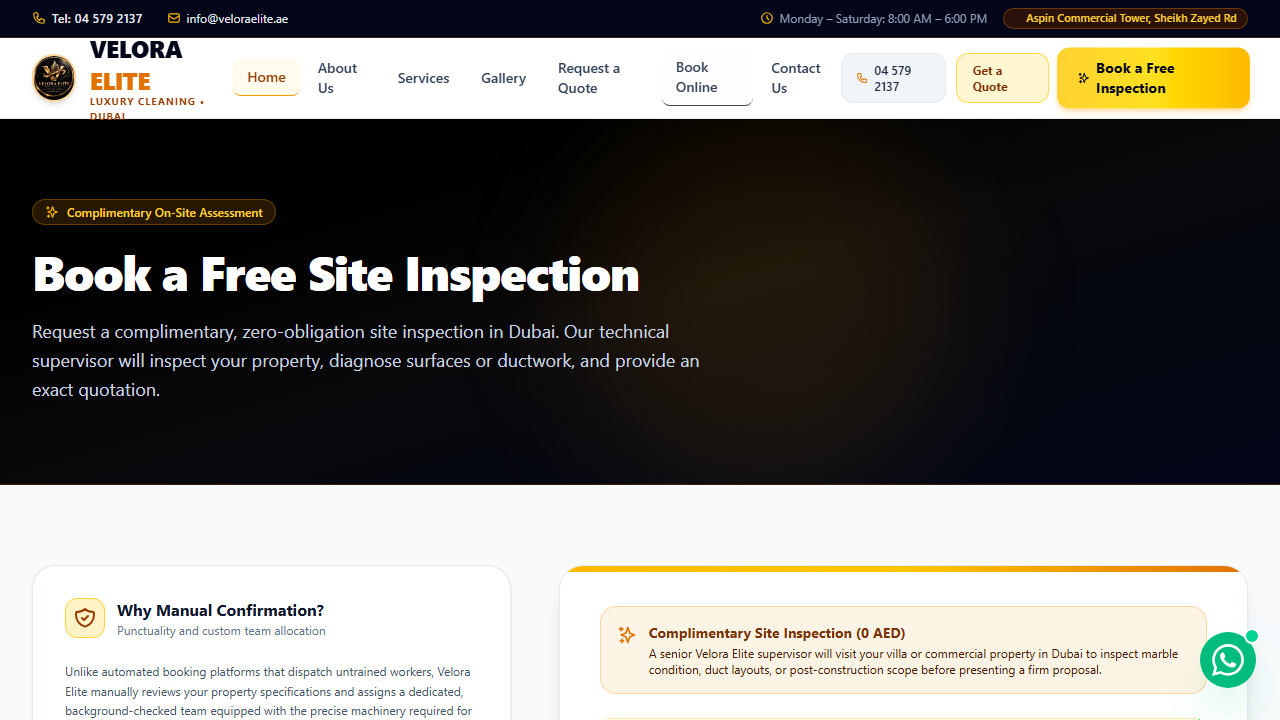 Tel: 04 579 2137
info@veloraelite.ae
Monday – Saturday: 8:00 AM – 6:00 PM
Aspin Commercial Tower, Sheikh Zayed Rd
VELORA
ELITE
LUXURY CLEANING •
DUBAI
Home
About
Us
Services
Gallery
Request a
Quote
Book
Online
Contact
Us
04 579
2137
Get a
Quote
Book a Free
Inspection
Complimentary On-Site Assessment
Book a Free Site Inspection
Request a complimentary, zero-obligation site inspection in Dubai. Our technical
supervisor will inspect your property, diagnose surfaces or ductwork, and provide an
exact quotation.
Why Manual Confirmation?
Punctuality and custom team allocation
Unlike automated booking platforms that dispatch untrained workers, Velora
Elite manually reviews your property specifications and assigns a dedicated,
background-checked team equipped with the precise machinery required for
Complimentary Site Inspection (0 AED)
A senior Velora Elite supervisor will visit your villa or commercial property in Dubai to inspect marble
condition, duct layouts, or post-construction scope before presenting a firm proposal.